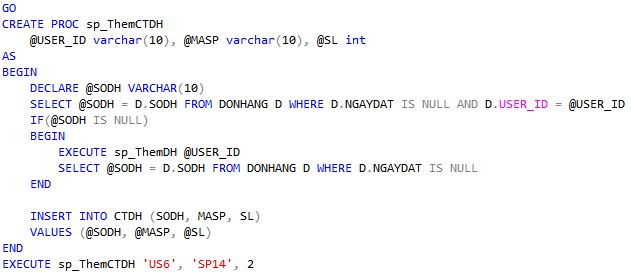 GO
CREATE PROC sp_ThemCTDH
@USER_ID varchar(10), @MASP varchar(10), @SL int
AS
BEGIN
DECLARE @SODH VARCHAR(10)
SELECT @SODH = D.SODH FROM DONHANG D WHERE D.NGAYDAT IS NULL AND D.USER_ID = @USER_ID
IF(@SODH IS NULL)
BEGIN
EXECUTE sp_ThemDH @USER_ID
SELECT @SODH = D.SODH FROM DONHANG D WHERE D.NGAYDAT IS NULL
END
INSERT INTO CTDH (SODH, MASP, SL)
VALUES (@SODH, @MASP, @SL)
END
EXECUTE sp_ThemCTDH 'US6', 'SP14', 2